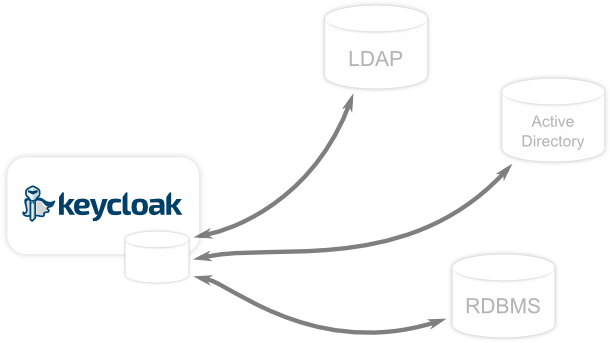 LDAP
Active
Directory
keycloak
RDBMS